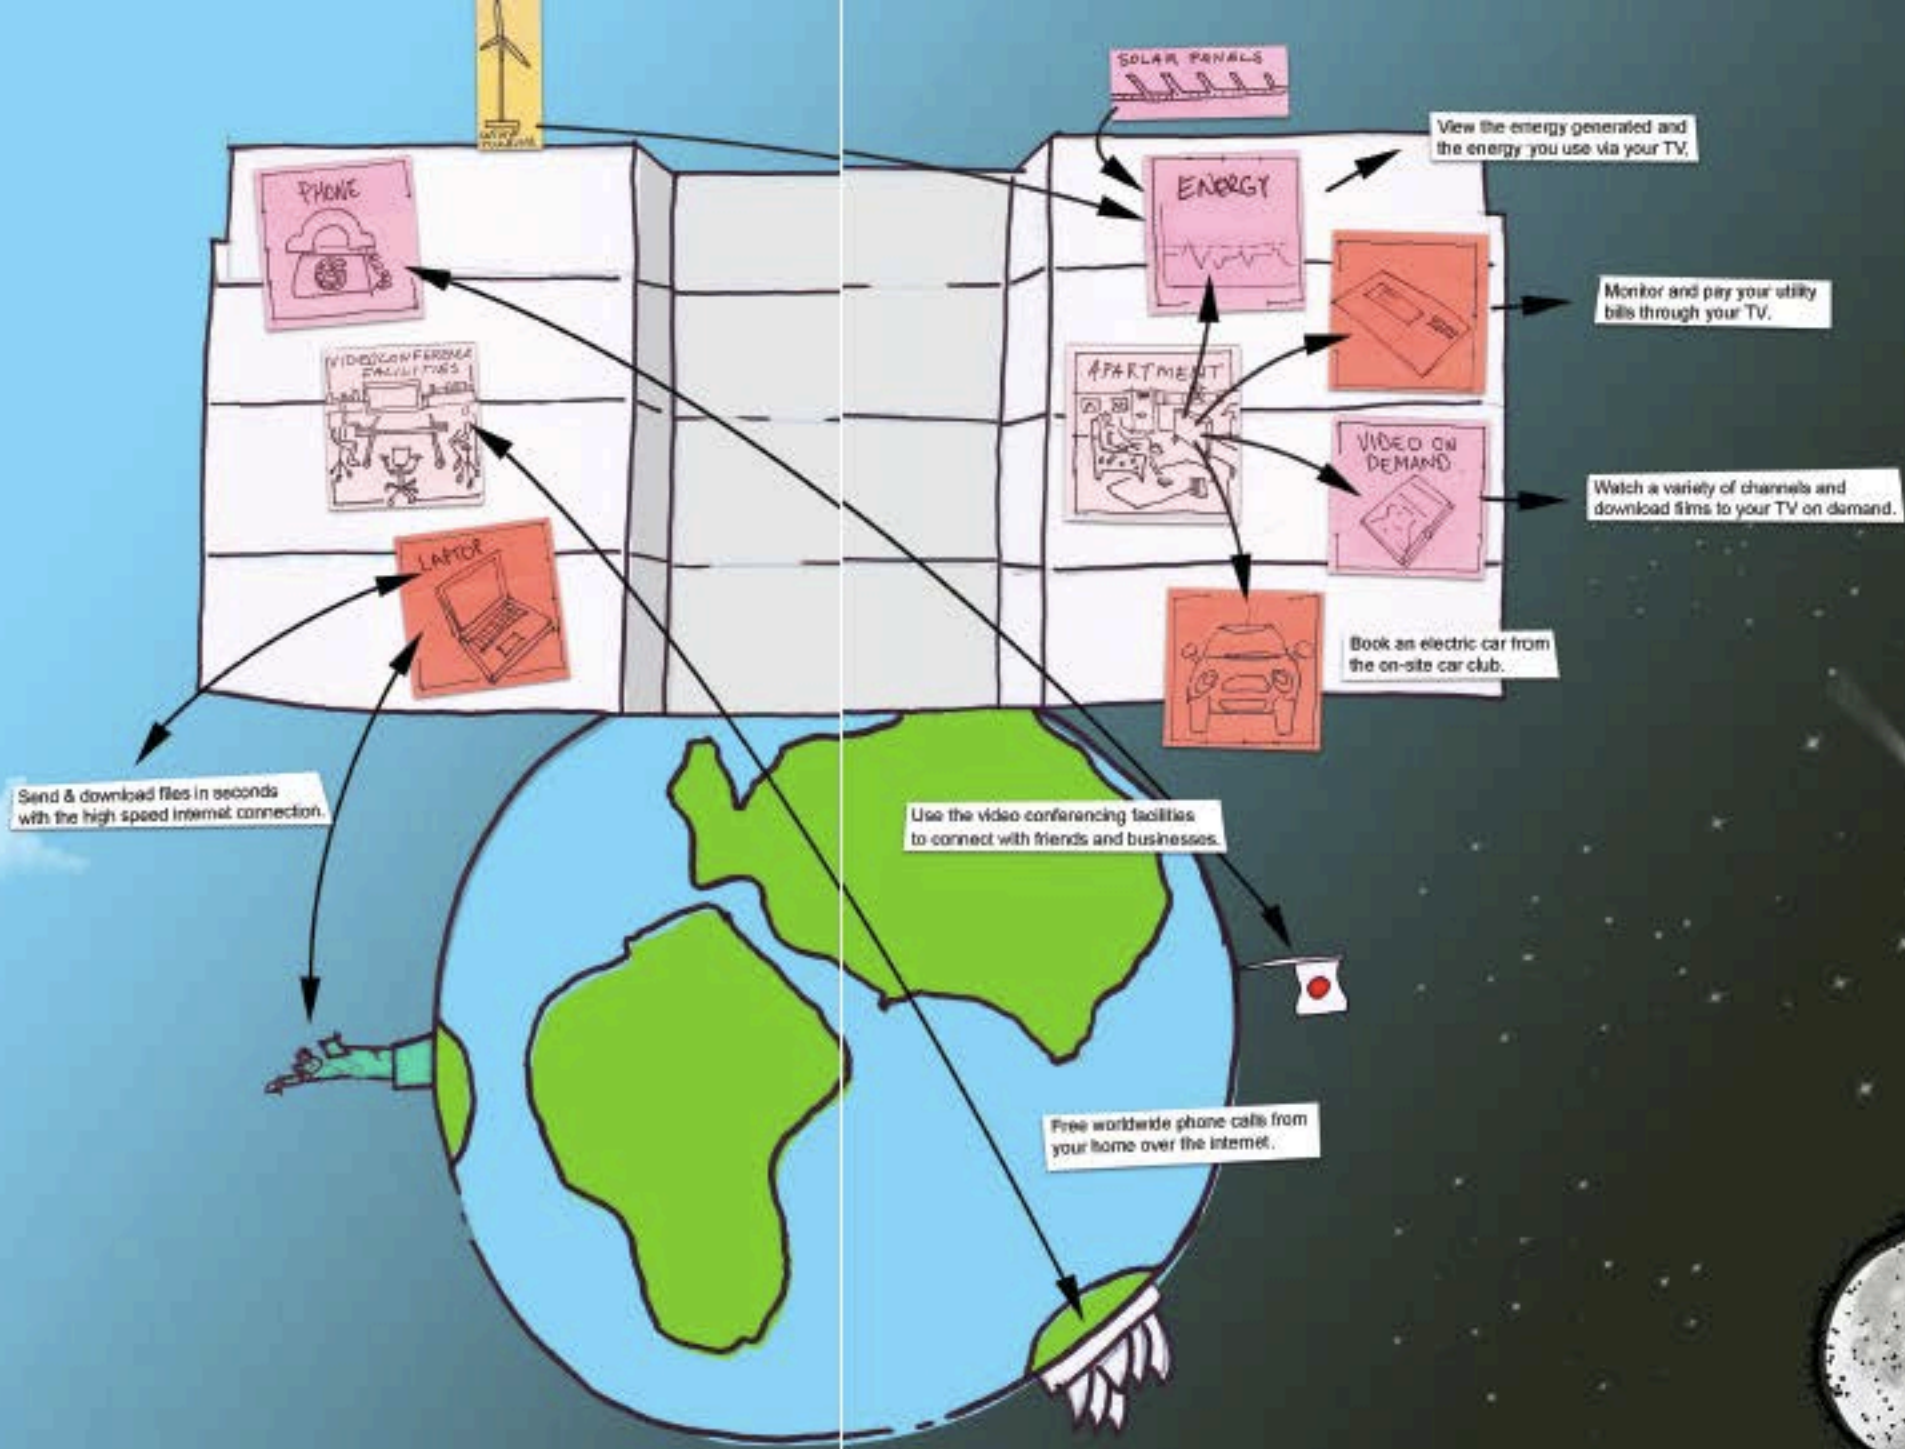 WIND
TURBINE
SOLAR PANELS
View the energy generated and
the energy you use via your TV.
PHONE
ENERGY
Monitor and pay your utility
bills through your TV.
VIDEOCONFERENCE
FACILITIES
APARTMENT
VIDEO ON
DEMAND
Watch a variety of channels and
download films to your TV on demand.
LAPTOP
Book an electric car from
the on-site car club.
Send & download files in seconds
with the high speed internet connection.
Use the video conferencing facilities
to connect with friends and businesses.
Free worldwide phone calls from
your home over the internet.